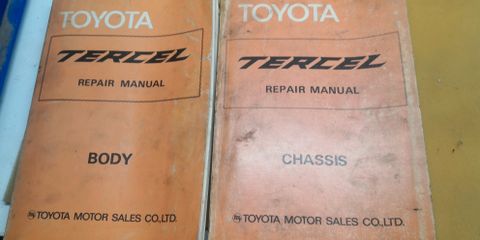 TOYOTA
TERCEL
REPAIR MANUAL
BODY
TOYOTA MOTOR SALES CO.,LTD.
TOYOTA
TERCEL
REPAIR MANUAL
CHASSIS
TOYOTA MOTOR SALES CO.,LTD.